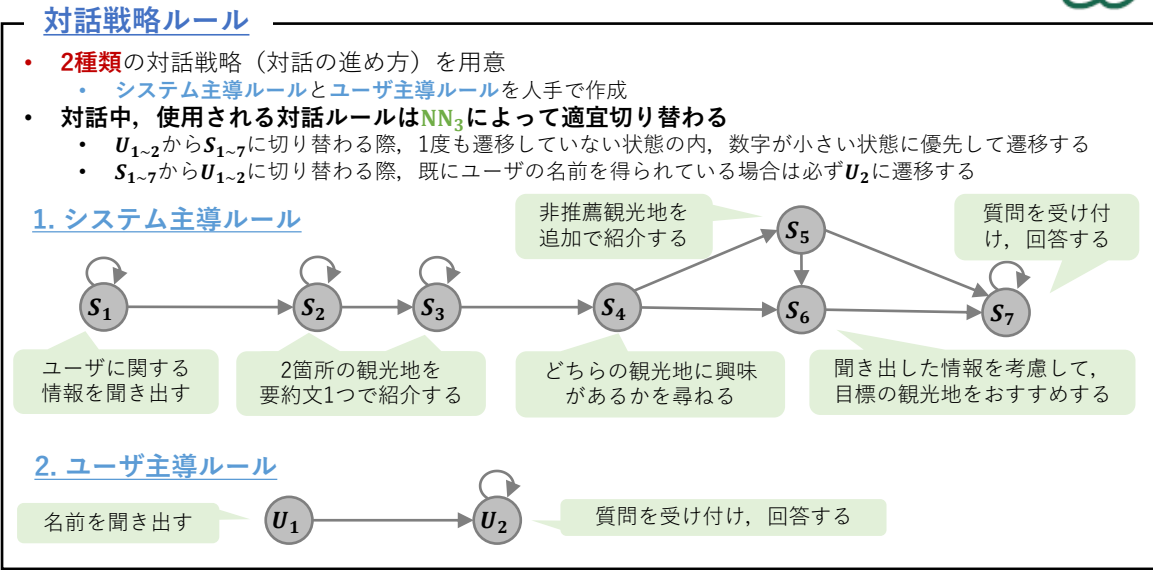 対話戦略ルール
• 2種類の対話戦略（対話の進め方）を用意
• システム主導ルールとユーザ主導ルールを人手で作成
• 対話中，使用される対話ルールはNN₃によって適宜切り替わる
• U₁~₂からS₁~₇に切り替わる際，1度も遷移していない状態の内，数字が小さい状態に優先して遷移する
• S₁~₇からU₁~₂に切り替わる際，既にユーザの名前を得られている場合は必ずU₂に遷移する
1. システム主導ルール
非推薦観光地を
追加で紹介する
質問を受け付
け，回答する
S₁
S₂
S₃
S₄
S₅
S₆
S₇
ユーザに関する
情報を聞き出す
2箇所の観光地を
要約文1つで紹介する
どちらの観光地に興味
があるかを尋ねる
聞き出した情報を考慮して，
目標の観光地をおすすめする
2. ユーザ主導ルール
名前を聞き出す
U₁
U₂
質問を受け付け，回答する